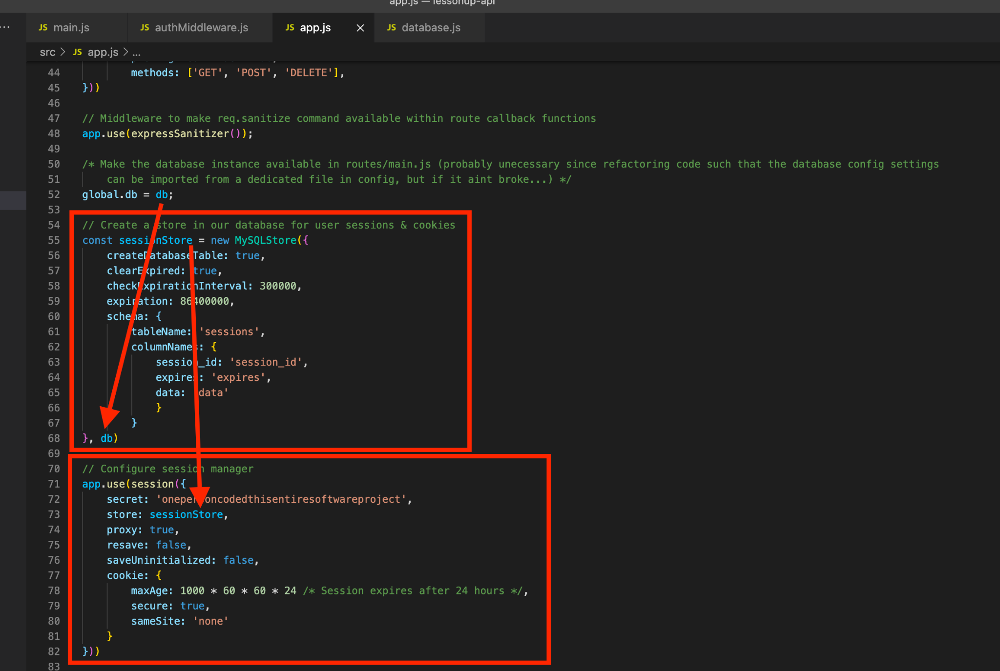 app.js — lessonup-api
··· JS main.js JS authMiddleware.js JS app.js × JS database.js
src > JS app.js > ...
44 methods: ['GET', 'POST', 'DELETE'],
45 }))
46
47 // Middleware to make req.sanitize command available within route callback functions
48 app.use(expressSanitizer());
49
50 /* Make the database instance available in routes/main.js (probably unecessary since refactoring code such that the database config settings
51 can be imported from a dedicated file in config, but if it aint broke...) */
52 global.db = db;
53
54 // Create a store in our database for user sessions & cookies
55 const sessionStore = new MySQLStore({
56 createDatabaseTable: true,
57 clearExpired: true,
58 checkExpirationInterval: 300000,
59 expiration: 86400000,
60 schema: {
61 tableName: 'sessions',
62 columnNames: {
63 session_id: 'session_id',
64 expires: 'expires',
65 data: 'data'
66 }
67 }
68 }, db)
69
70 // Configure session manager
71 app.use(session({
72 secret: 'onepersoncodedthisentiresoftwareproject',
73 store: sessionStore,
74 proxy: true,
75 resave: false,
76 saveUninitialized: false,
77 cookie: {
78 maxAge: 1000 * 60 * 60 * 24 /* Session expires after 24 hours */,
79 secure: true,
80 sameSite: 'none'
81 }
82 }))
83